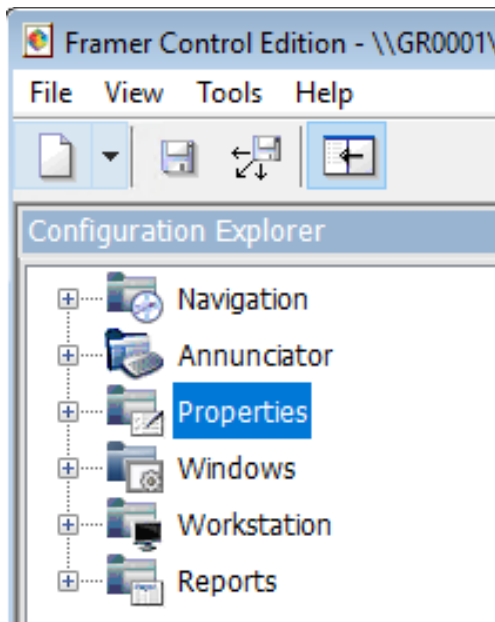 Framer Control Edition - \\GR0001\
File View Tools Help
Configuration Explorer
Navigation
Annunciator
Properties
Windows
Workstation
Reports